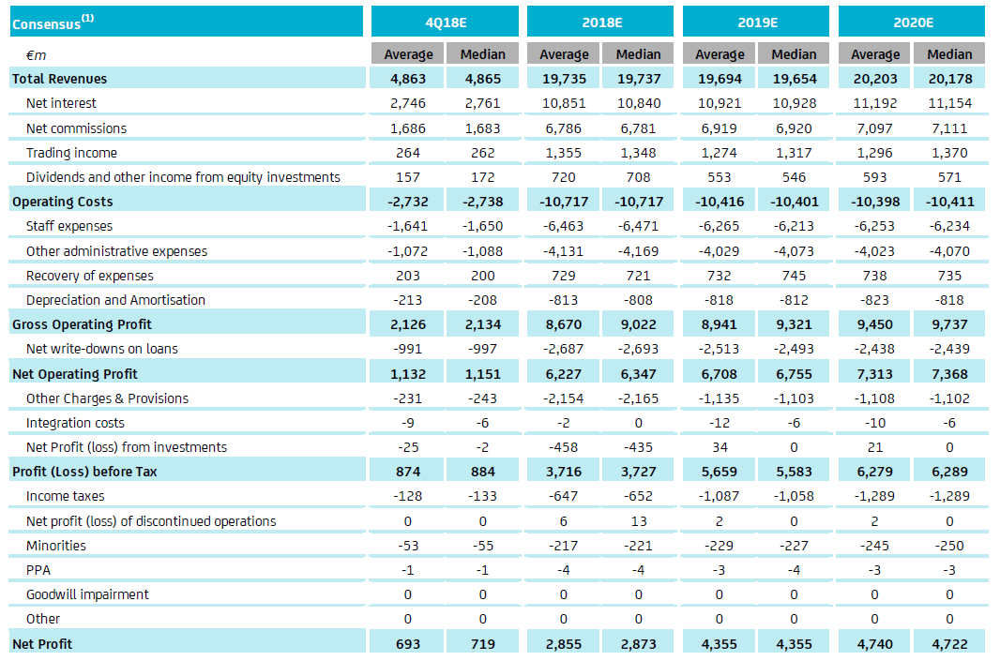 Consensus(1) 4Q18E 2018E 2019E 2020E
€m Average Median Average Median Average Median Average Median
Total Revenues 4,863 4,865 19,735 19,737 19,694 19,654 20,203 20,178
Net interest 2,746 2,761 10,851 10,840 10,921 10,928 11,192 11,154
Net commissions 1,686 1,683 6,786 6,781 6,919 6,920 7,097 7,111
Trading income 264 262 1,355 1,348 1,274 1,317 1,296 1,370
Dividends and other income from equity investments 157 172 720 708 553 546 593 571
Operating Costs -2,732 -2,738 -10,717 -10,717 -10,416 -10,401 -10,398 -10,411
Staff expenses -1,641 -1,650 -6,463 -6,471 -6,265 -6,213 -6,253 -6,234
Other administrative expenses -1,072 -1,088 -4,131 -4,169 -4,029 -4,073 -4,023 -4,070
Recovery of expenses 203 200 729 721 732 745 738 735
Depreciation and Amortisation -213 -208 -813 -808 -818 -812 -823 -818
Gross Operating Profit 2,126 2,134 8,670 9,022 8,941 9,321 9,450 9,737
Net write-downs on loans -991 -997 -2,687 -2,693 -2,513 -2,493 -2,438 -2,439
Net Operating Profit 1,132 1,151 6,227 6,347 6,708 6,755 7,313 7,368
Other Charges & Provisions -231 -243 -2,154 -2,165 -1,135 -1,103 -1,108 -1,102
Integration costs -9 -6 -2 0 -12 -6 -10 -6
Net Profit (loss) from investments -25 -2 -458 -435 34 0 21 0
Profit (Loss) before Tax 874 884 3,716 3,727 5,659 5,583 6,279 6,289
Income taxes -128 -133 -647 -652 -1,087 -1,058 -1,289 -1,289
Net profit (loss) of discontinued operations 0 0 6 13 2 0 2 0
Minorities -53 -55 -217 -221 -229 -227 -245 -250
PPA -1 -1 -4 -4 -3 -4 -3 -3
Goodwill impairment 0 0 0 0 0 0 0 0
Other 0 0 0 0 0 0 0 0
Net Profit 693 719 2,855 2,873 4,355 4,355 4,740 4,722